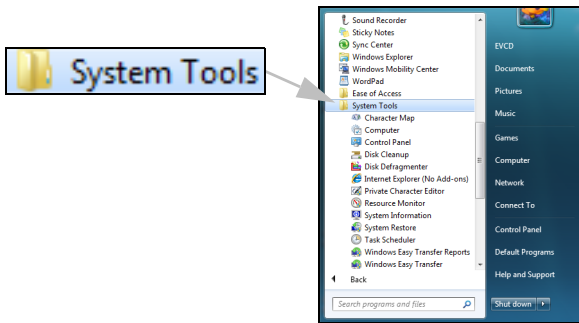 System Tools
Sound Recorder
Sticky Notes
Sync Center
Windows Explorer
Windows Mobility Center
WordPad
Ease of Access
System Tools
Character Map
Computer
Control Panel
Disk Cleanup
Disk Defragmenter
Internet Explorer (No Add-ons)
Private Character Editor
Resource Monitor
System Information
System Restore
Task Scheduler
Windows Easy Transfer Reports
Windows Easy Transfer
Back
Search programs and files
EVCD
Documents
Pictures
Music
Games
Computer
Network
Connect To
Control Panel
Default Programs
Help and Support
Shut down